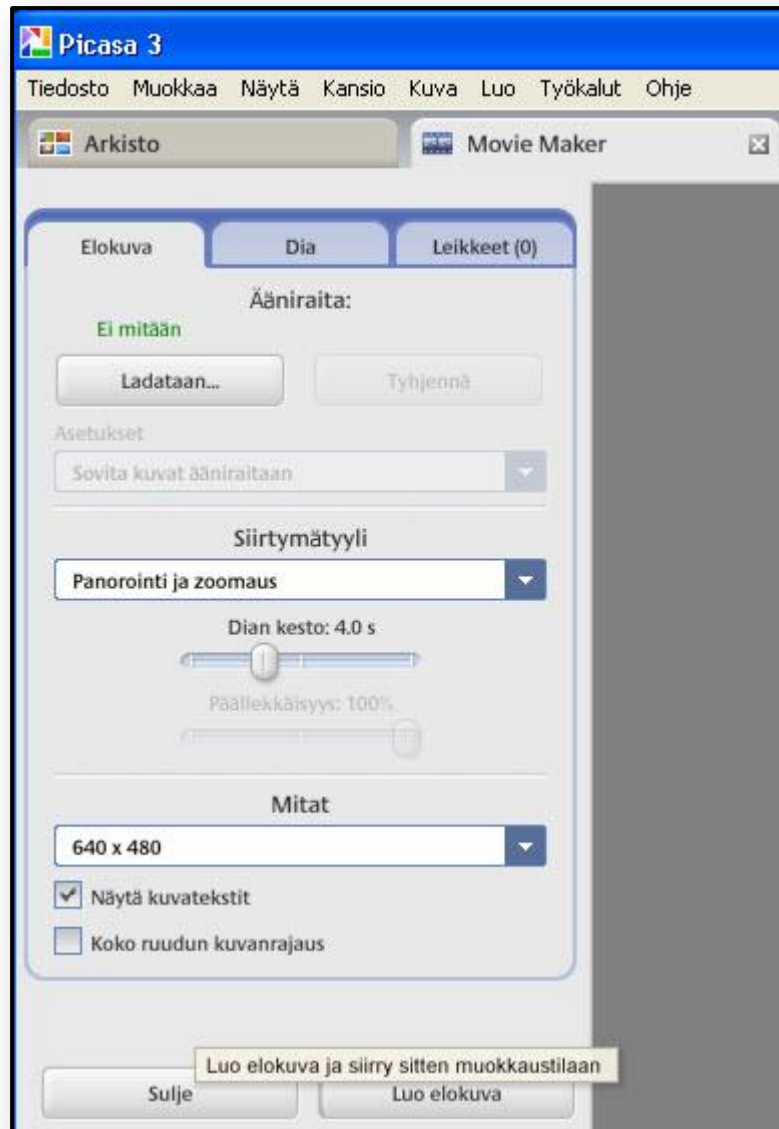 Picasa 3
Tiedosto Muokkaa Näytä Kansio Kuva Luo Työkalut Ohje
Arkisto Movie Maker
Elokuva Dia Leikkeet (0)
Ääniraita:
Ei mitään
Ladataan... Tyhjennä
Asetukset
Sovita kuvat ääniraitaan
Siirtymätyyli
Panorointi ja zoomaus
Dian kesto: 4.0 s
Päällekkäisyys: 100%
Mitat
640 x 480
Näytä kuvatekstit
Koko ruudun kuvanrajaus
Luo elokuva ja siirry sitten muokkaustilaan
Sulje Luo elokuva